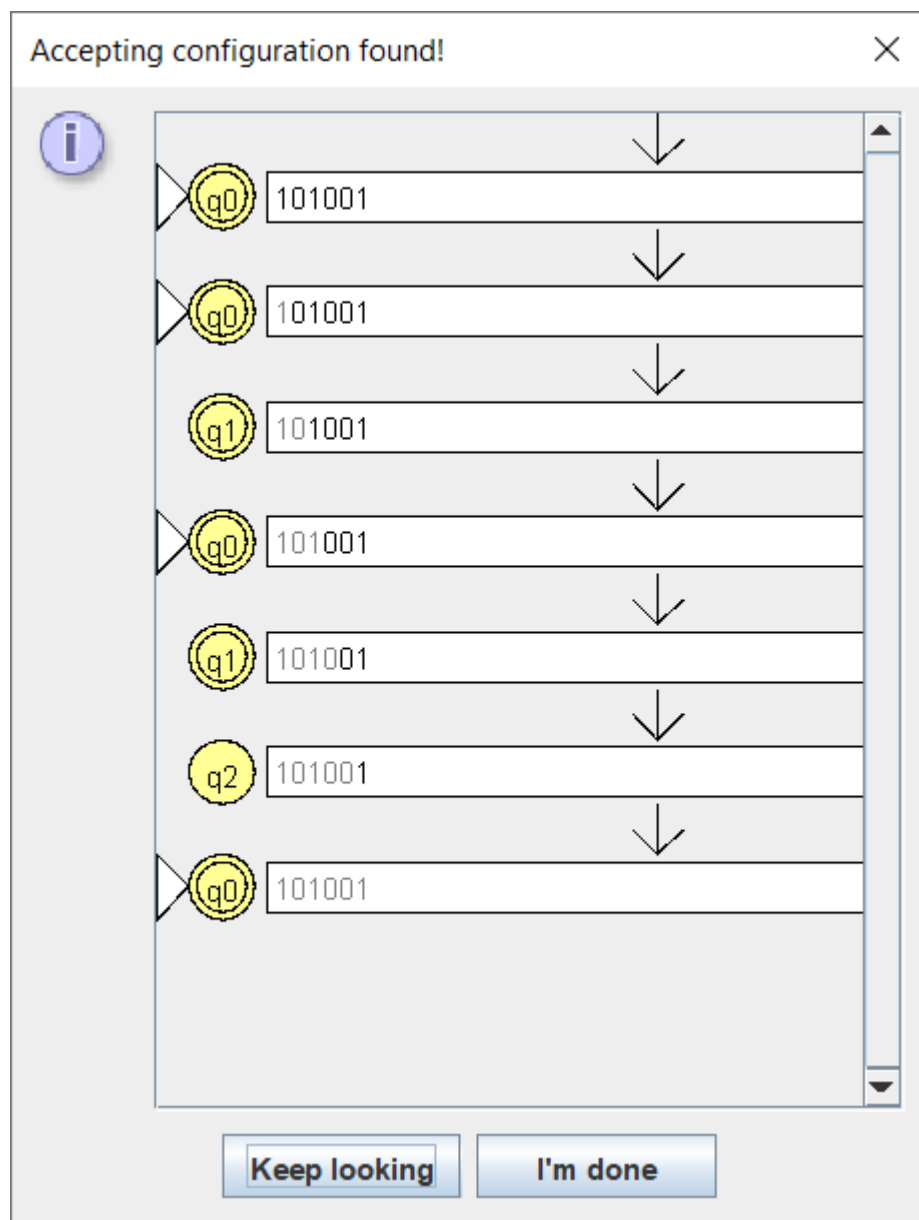 Accepting configuration found!
i
q0 101001
q0 101001
q1 101001
q0 101001
q1 101001
q2 101001
q0 101001
Keep looking I'm done